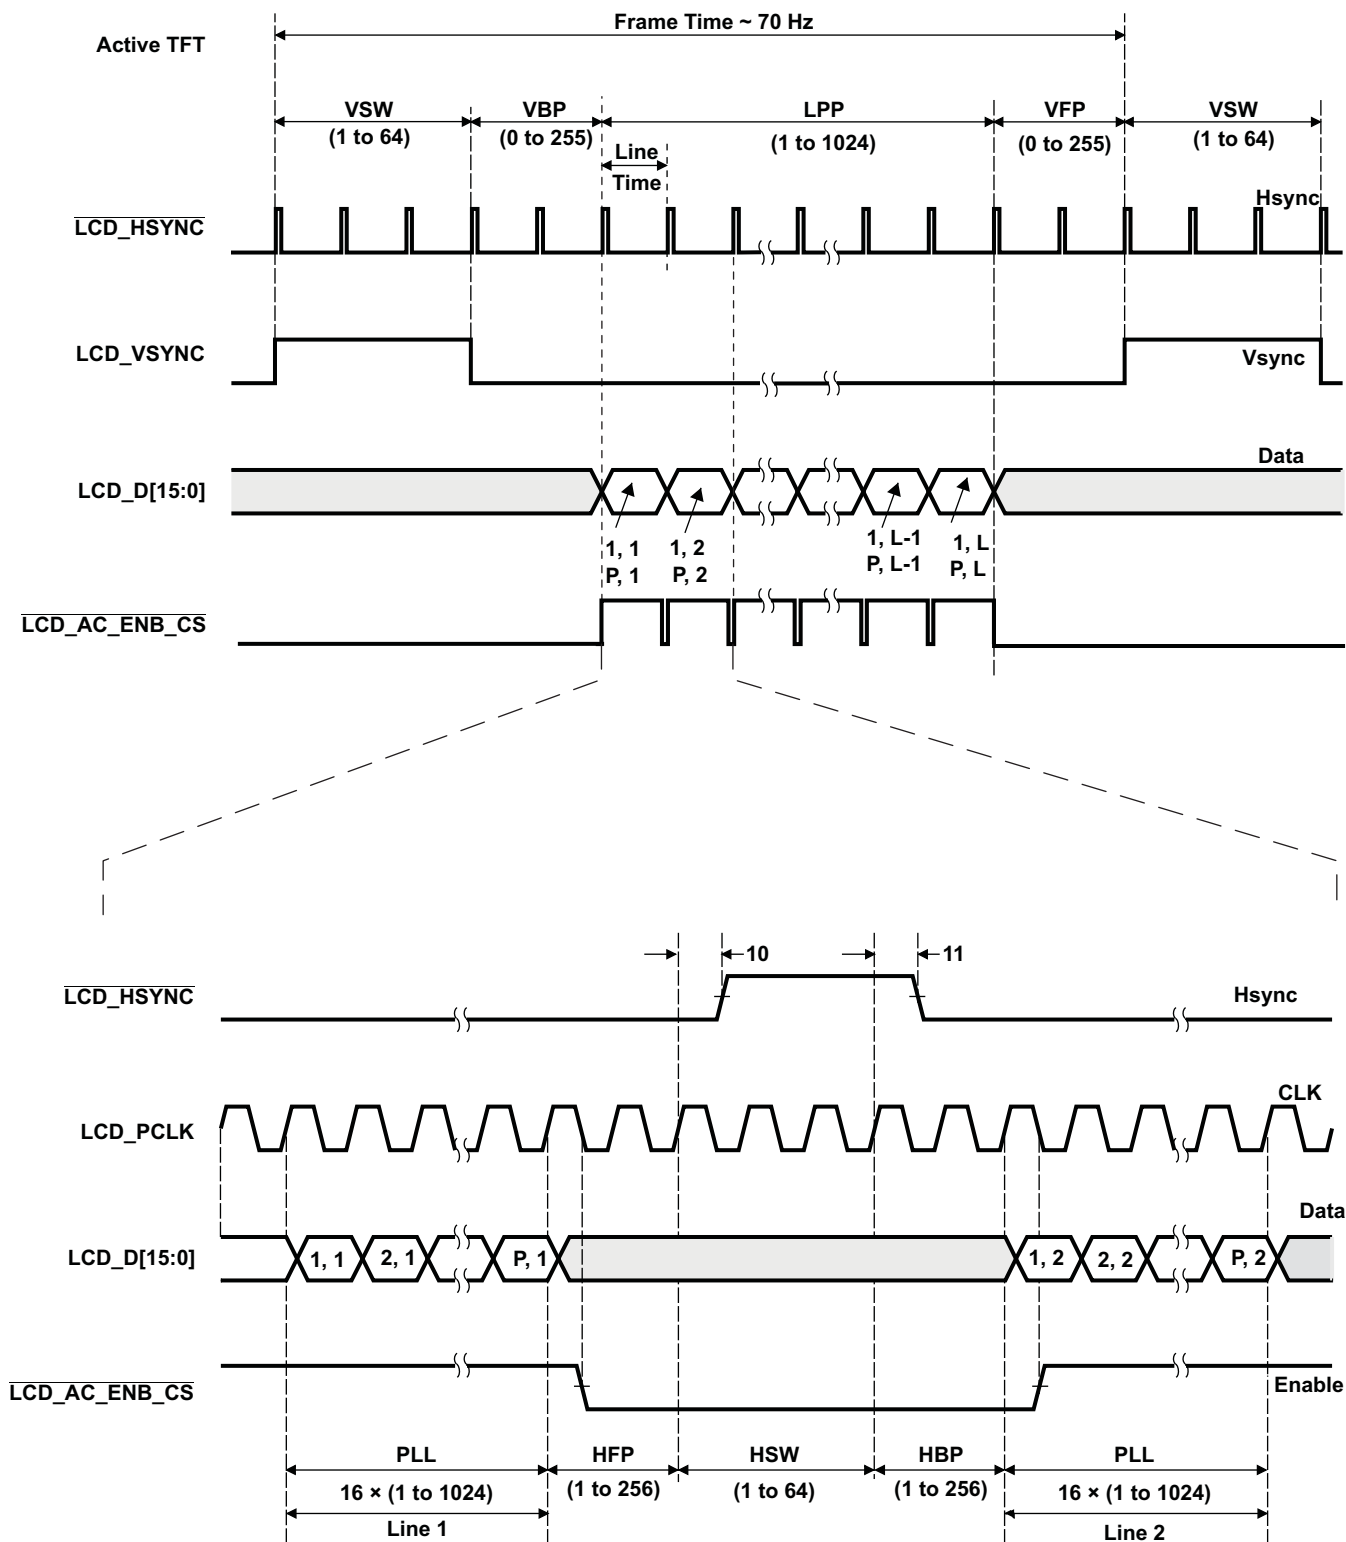 Frame Time ~ 70 Hz
Active TFT
VSW VBP LPP VFP VSW
(1 to 64) (0 to 255) (1 to 1024) (0 to 255) (1 to 64)
Line
Time
LCD_HSYNC Hsync
LCD_VSYNC Vsync
Data
LCD_D[15:0]
1, 1 1, 2 1, L-1 1, L
P, 1 P, 2 P, L-1 P, L
LCD_AC_ENB_CS
10 11
LCD_HSYNC Hsync
CLK
LCD_PCLK
Data
LCD_D[15:0] 1, 1 2, 1 P, 1 1, 2 2, 2 P, 2
LCD_AC_ENB_CS Enable
PLL HFP HSW HBP PLL
16 × (1 to 1024) (1 to 256) (1 to 64) (1 to 256) 16 × (1 to 1024)
Line 1 Line 2